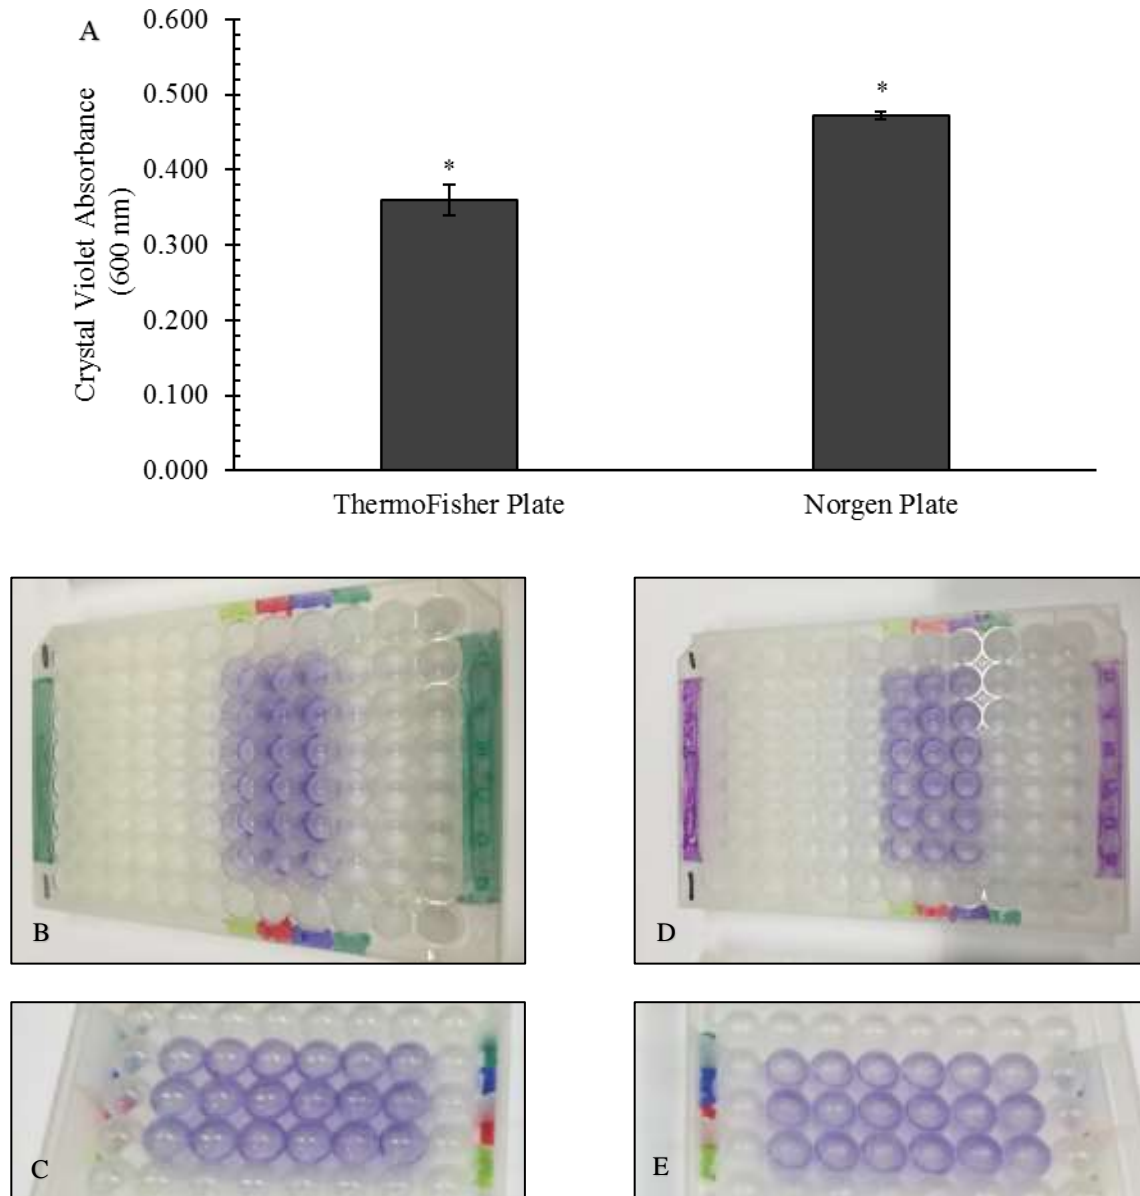 A
0.600
0.500
0.400
0.300
0.200
0.100
0.000
Crystal Violet Absorbance
(600 nm)
*
*
ThermoFisher Plate
Norgen Plate
B
D
C
E